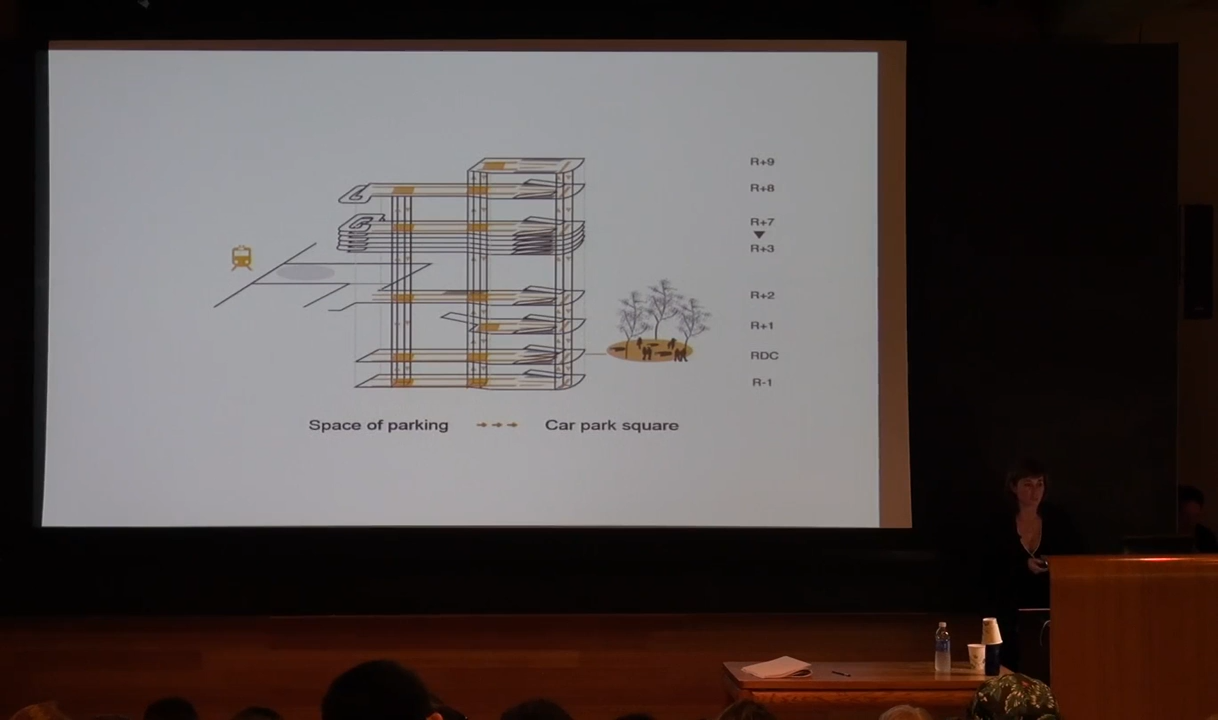 R+9
R+8
R+7
R+3
R+2
R+1
RDC
R-1
Space of parking
Car park square